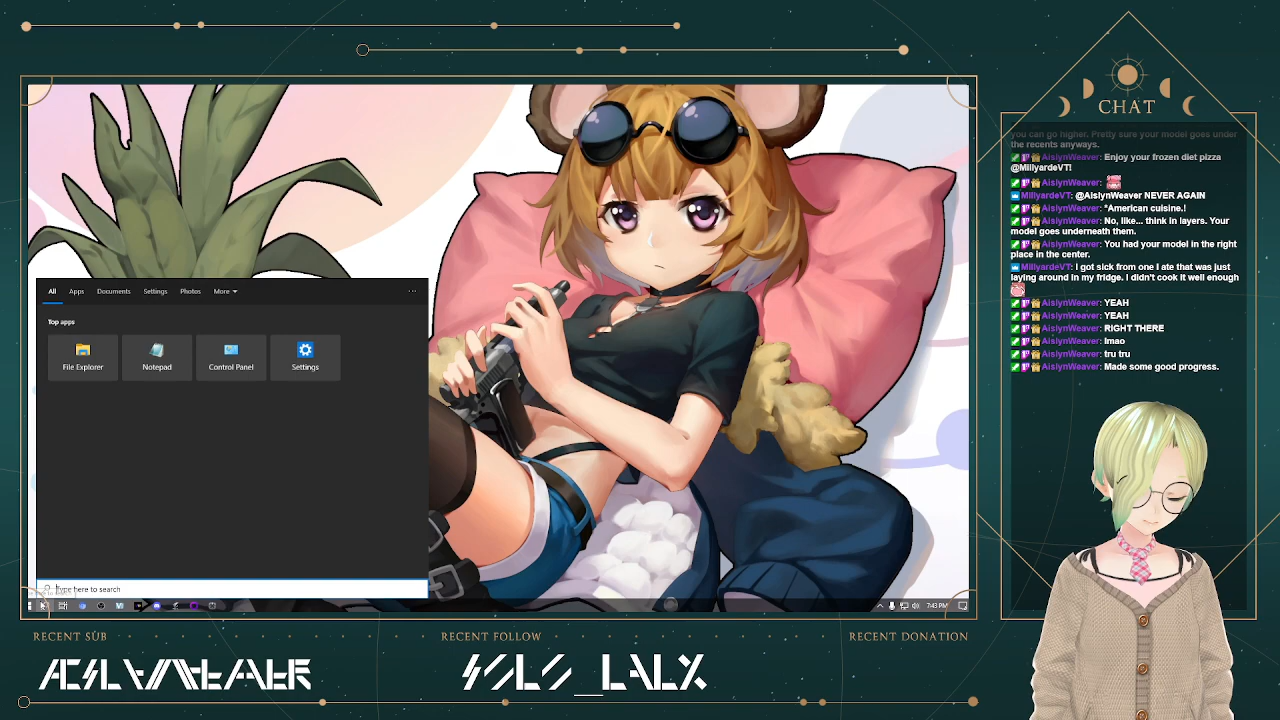 CHAT
you can go higher. Pretty sure your model goes under
the recents anyways.
AislynWeaver: Enjoy your frozen diet pizza
@MillyardeVT!
AislynWeaver:
MillyardeVT: @AislynWeaver NEVER AGAIN
AislynWeaver: *American cuisine.!
AislynWeaver: No, like... think in layers. Your
model goes underneath them.
AislynWeaver: You had your model in the right
place in the center.
MillyardeVT: I got sick from one I ate that was just
laying around in my fridge. I didn't cook it well enough
AislynWeaver: YEAH
AislynWeaver: YEAH
AislynWeaver: RIGHT THERE
AislynWeaver: lmao
AislynWeaver: tru tru
AislynWeaver: Made some good progress.
All Apps Documents Settings Photos More
Top apps
File Explorer Notepad Control Panel Settings
Type here to search
7:43 PM
RECENT SUB RECENT FOLLOW RECENT DONATION
AISLYNWEAVER SOLO_LALX